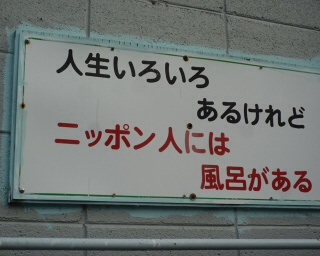 人生いろいろ
あるけれど
ニッポン人には
風呂がある